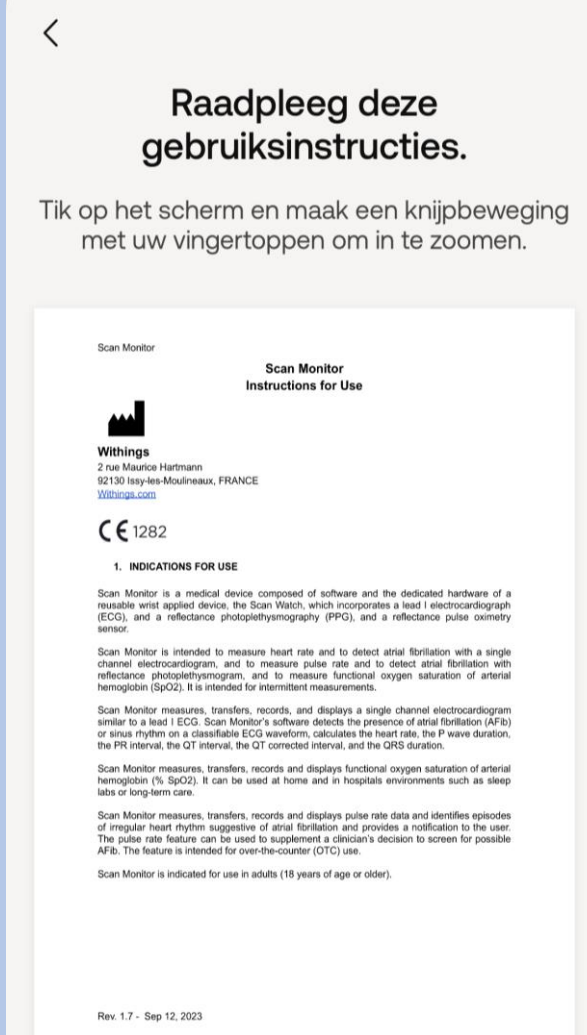 Raadpleeg deze
gebruiksinstructies.
Tik op het scherm en maak een knijpbeweging
met uw vingertoppen om in te zoomen.
Scan Monitor
Scan Monitor
Instructions for Use
Withings
2 rue Maurice Hartmann
92130 Issy-les-Moulineaux, FRANCE
Withings.com
CE 1282
1. INDICATIONS FOR USE
Scan Monitor is a medical device composed of software and the dedicated hardware of a
reusable wrist applied device, the Scan Watch, which incorporates a lead I electrocardiograph
(ECG), and a reflectance photoplethysmography (PPG), and a reflectance pulse oximetry
sensor.
Scan Monitor is intended to measure heart rate and to detect atrial fibrillation with a single
channel electrocardiogram, and to measure pulse rate and to detect atrial fibrillation with
reflectance photoplethysmogram, and to measure functional oxygen saturation of arterial
hemoglobin (SpO2). It is intended for intermittent measurements.
Scan Monitor measures, transfers, records, and displays a single channel electrocardiogram
similar to a lead I ECG. Scan Monitor's software detects the presence of atrial fibrillation (AFib)
or sinus rhythm on a classifiable ECG waveform, calculates the heart rate, the P wave duration,
the PR interval, the QT interval, the QT corrected interval, and the QRS duration.
Scan Monitor measures, transfers, records and displays functional oxygen saturation of arterial
hemoglobin (% SpO2). It can be used at home and in hospitals environments such as sleep
labs or long-term care.
Scan Monitor measures, transfers, records and displays pulse rate data and identifies episodes
of irregular heart rhythm suggestive of atrial fibrillation and provides a notification to the user.
The pulse rate feature can be used to supplement a clinician's decision to screen for possible
AFib. The feature is intended for over-the-counter (OTC) use.
Scan Monitor is indicated for use in adults (18 years of age or older).
Rev. 1.7 - Sep 12, 2023